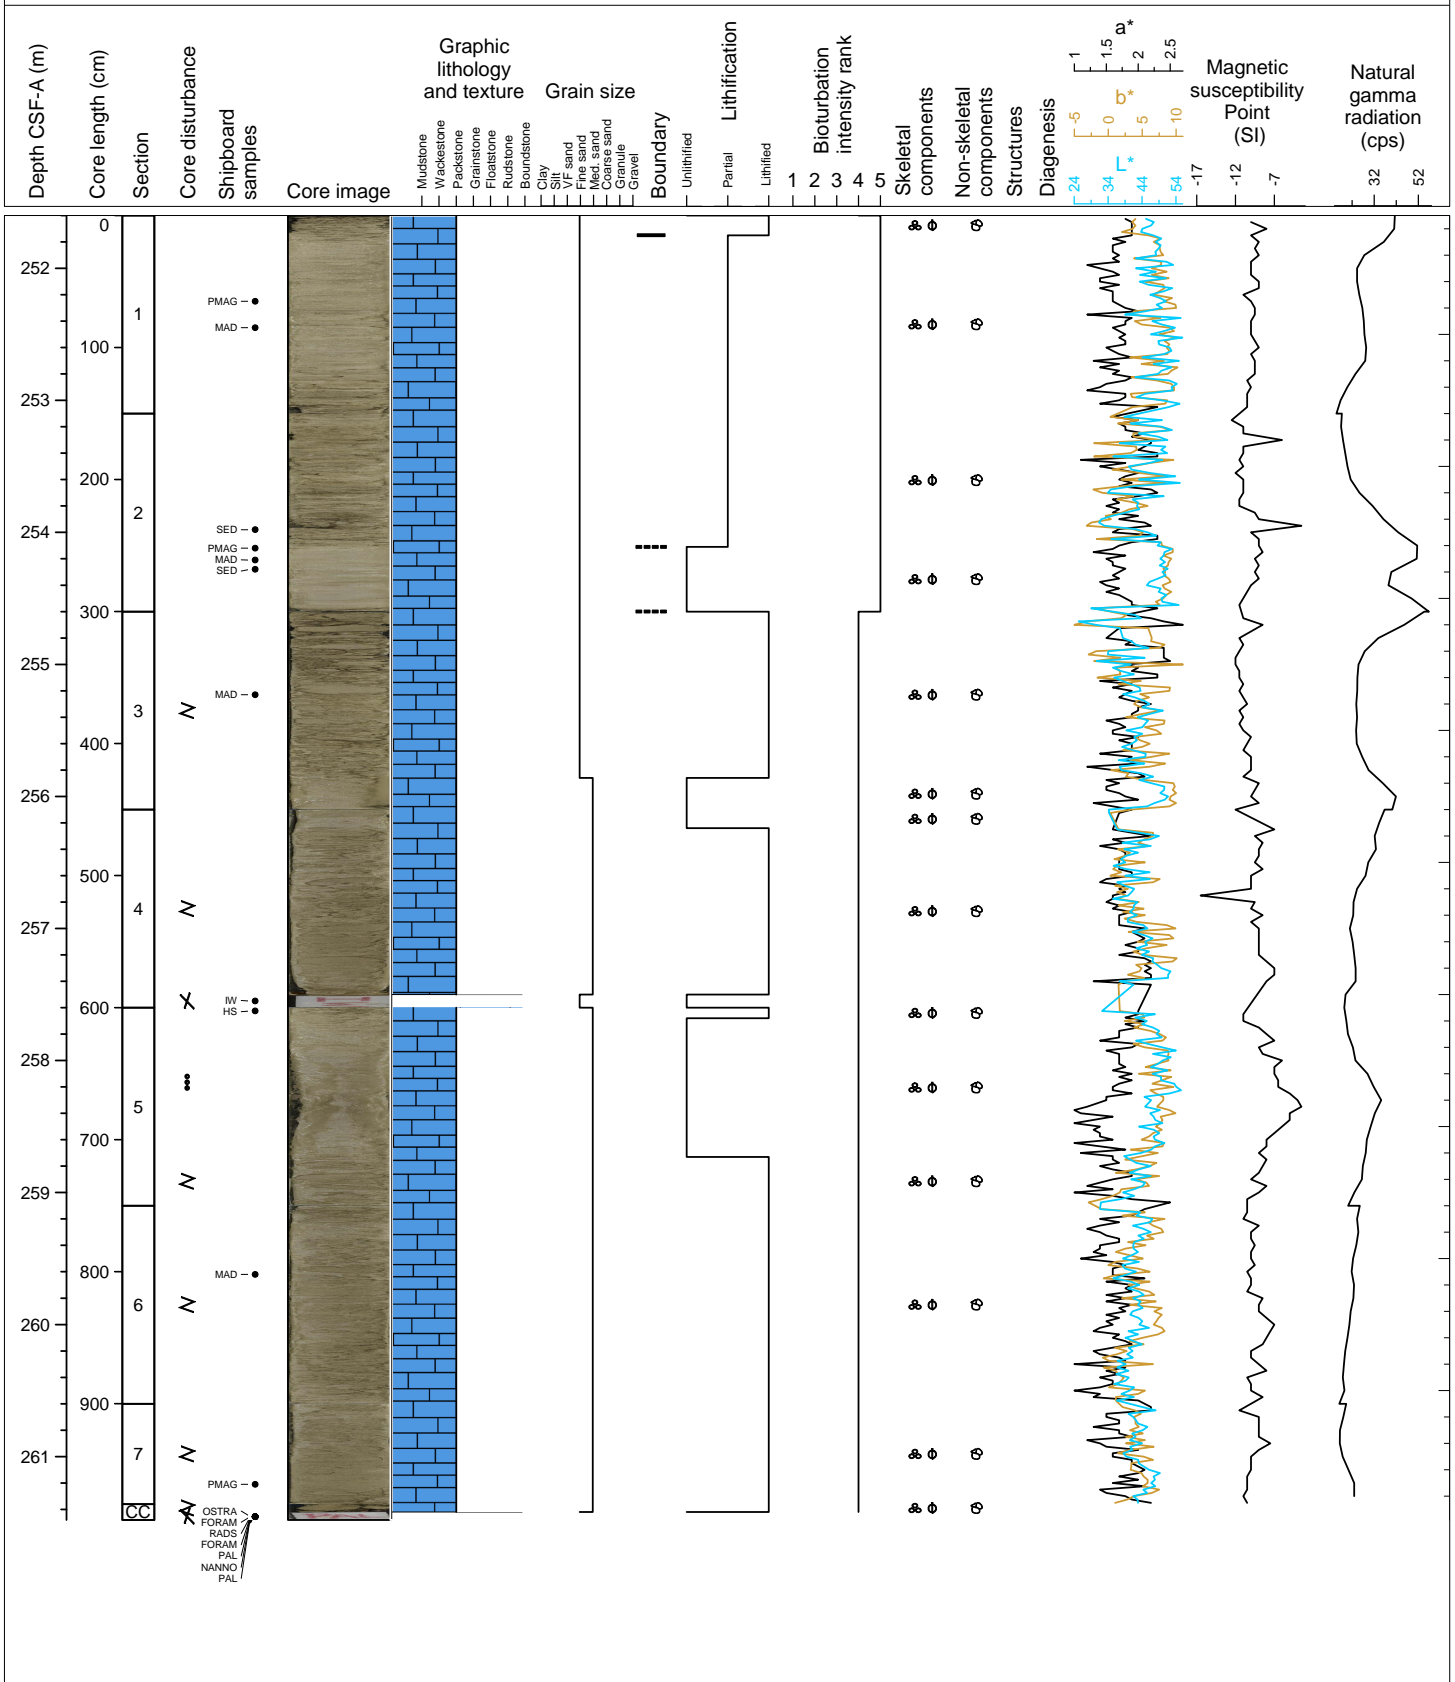 Depth CSF-A (m)
Core length (cm)
Section
Core disturbance
Shipboard
samples
Core image
Graphic
lithology
and texture
Mudstone
Wackestone
Packstone
Grainstone
Floatstone
Rudstone
Boundstone
Grain size
Clay
Silt
VF sand
Fine sand
Med. sand
Coarse sand
Granule
Gravel
Boundary
Lithification
Unlithified
Partial
Lithified
Bioturbation
intensity rank
1 2 3 4 5
Skeletal
components
Non-skeletal
components
Structures
Diagenesis
a*
1 1.5 2 2.5
b*
-5 0 5 10
L*
24 34 44 54
Magnetic
susceptibility
Point
(SI)
-17 -12 -7
Natural
gamma
radiation
(cps)
32 52
0
252
PMAG
1
MAD
100
253
200
2
SED
254
PMAG
MAD
SED
300
255
MAD
3
400
256
500
4
257
IW
600
HS
258
5
700
259
MAD
800
6
260
900
7
261
PMAG
CC
OSTRA
FORAM
RADS
FORAM
PAL
NANNO
PAL